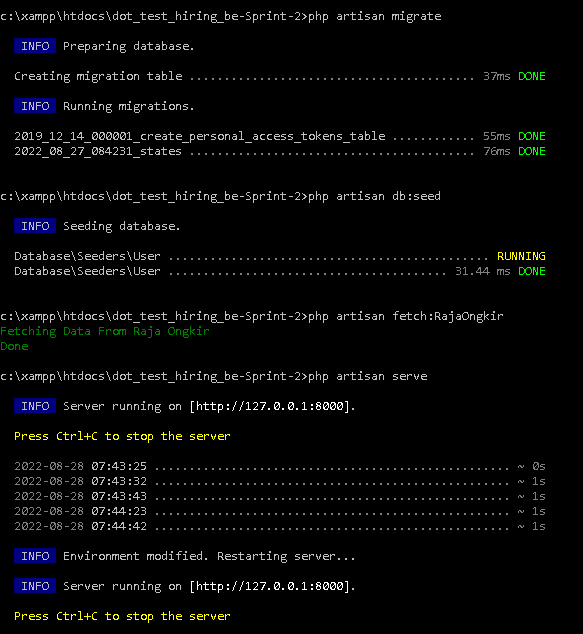 c:\xampp\htdocs\dot_test_hiring_be-Sprint-2>php artisan migrate
INFO Preparing database.
Creating migration table ....................................... 37ms DONE
INFO Running migrations.
2019_12_14_000001_create_personal_access_tokens_table ............ 55ms DONE
2022_08_27_084231_states ....................................... 76ms DONE
c:\xampp\htdocs\dot_test_hiring_be-Sprint-2>php artisan db:seed
INFO Seeding database.
Database\Seeders\User .............................................. RUNNING
Database\Seeders\User ........................................ 31.44 ms DONE
c:\xampp\htdocs\dot_test_hiring_be-Sprint-2>php artisan fetch:RajaOngkir
Fetching Data From Raja Ongkir
Done
c:\xampp\htdocs\dot_test_hiring_be-Sprint-2>php artisan serve
INFO Server running on [http://127.0.0.1:8000].
Press Ctrl+C to stop the server
2022-08-28 07:43:25 ................................................... ~ 0s
2022-08-28 07:43:32 ................................................... ~ 1s
2022-08-28 07:43:43 ................................................... ~ 1s
2022-08-28 07:44:23 ................................................... ~ 1s
2022-08-28 07:44:42 ................................................... ~ 1s
INFO Environment modified. Restarting server...
INFO Server running on [http://127.0.0.1:8000].
Press Ctrl+C to stop the server